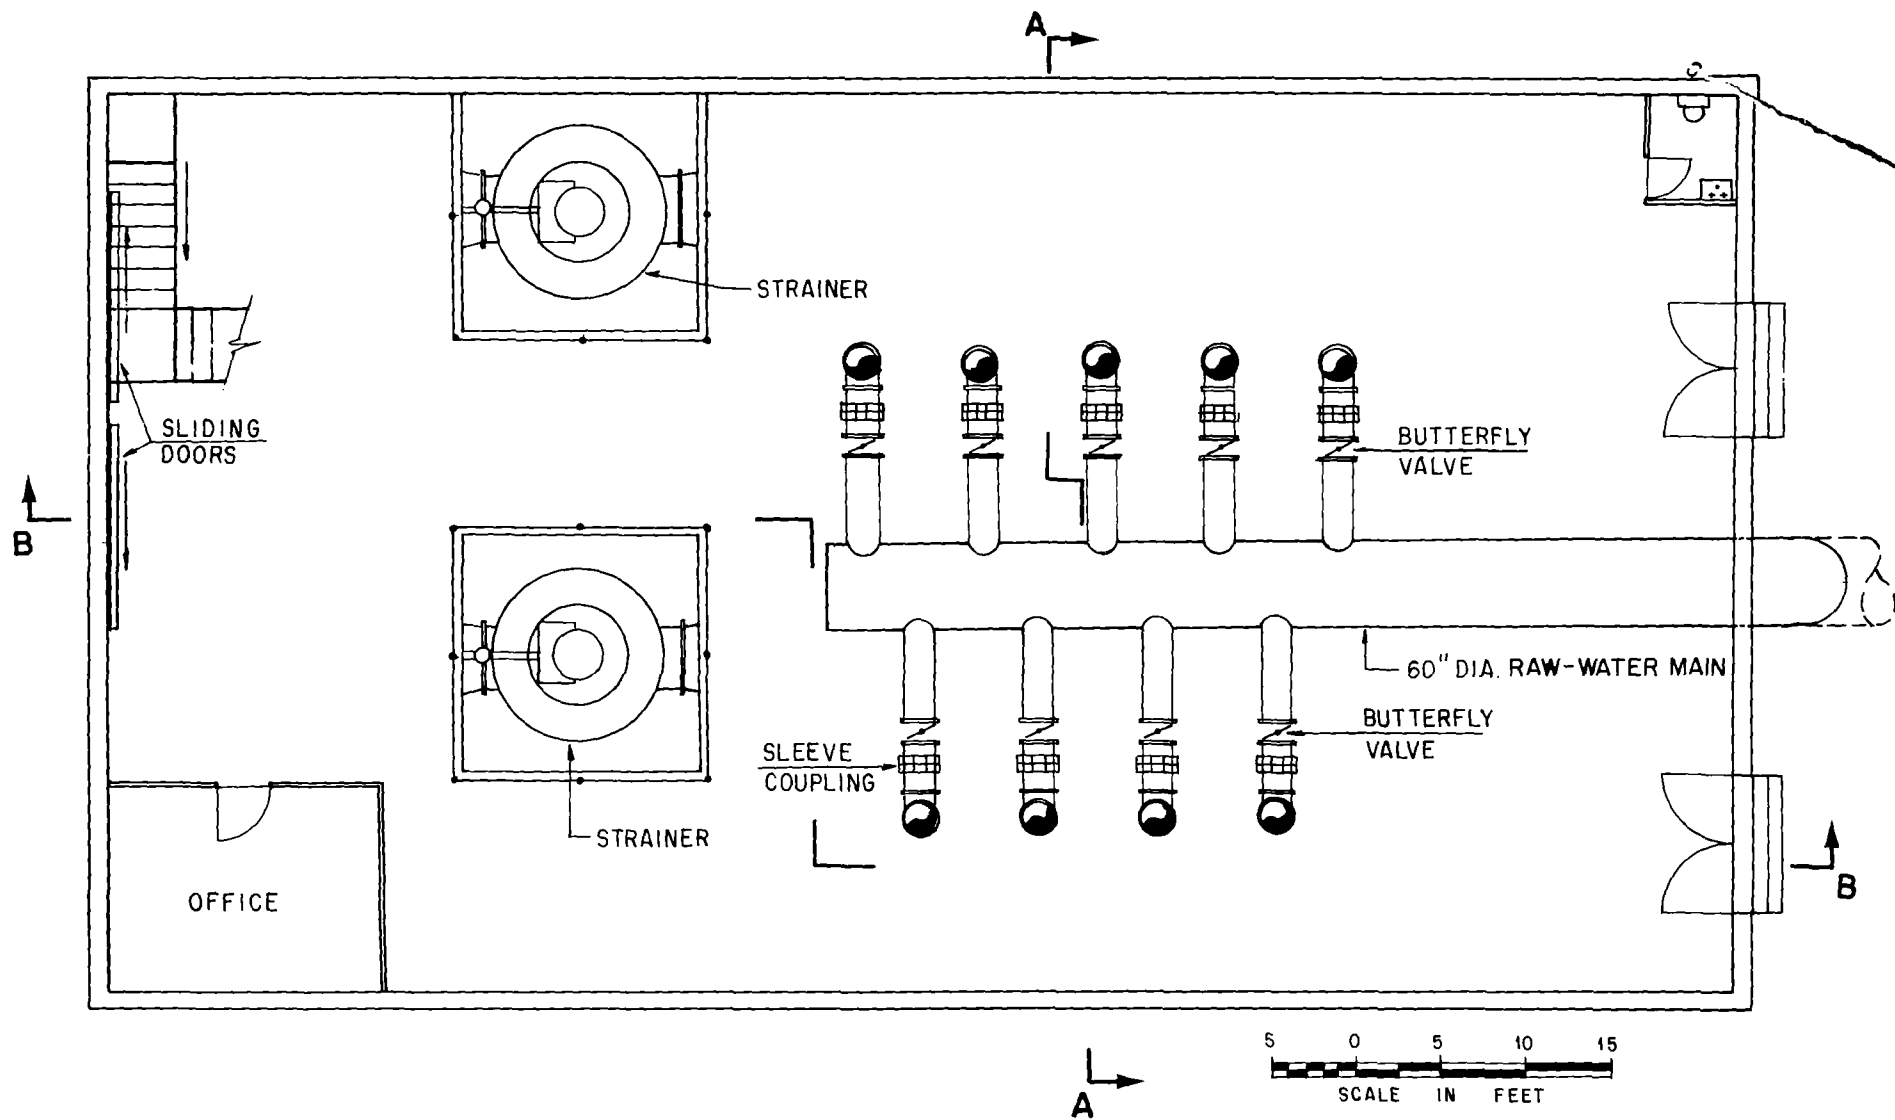 A
STRAINER
SLIDING
DOORS
BUTTERFLY
VALVE
B
60" DIA. RAW-WATER MAIN
BUTTERFLY
VALVE
SLEEVE
COUPLING
STRAINER
B
OFFICE
5 0 5 10 15
SCALE IN FEET
A